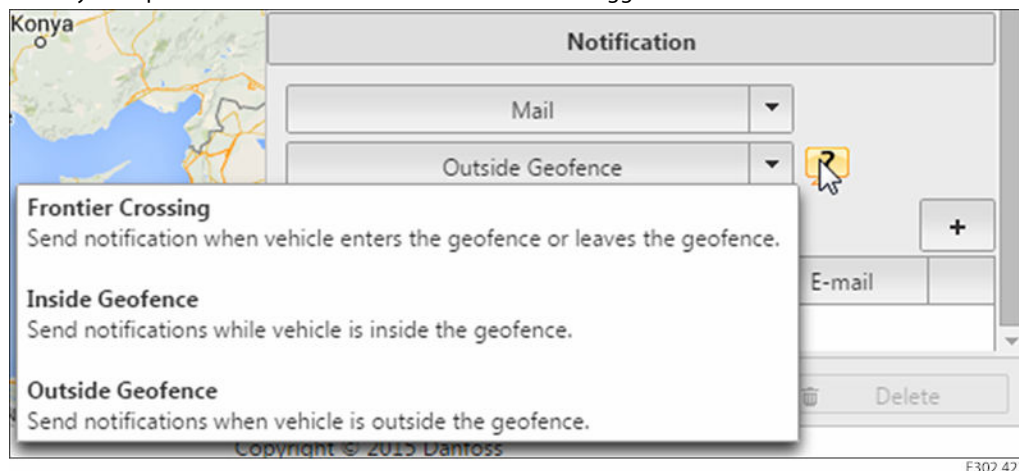 Konya
Notification
Mail
Outside Geofence
?
Frontier Crossing
Send notification when vehicle enters the geofence or leaves the geofence.
+
E-mail
Inside Geofence
Send notifications while vehicle is inside the geofence.
Outside Geofence
Send notifications when vehicle is outside the geofence.
Delete
Copyright © 2015 Danfoss